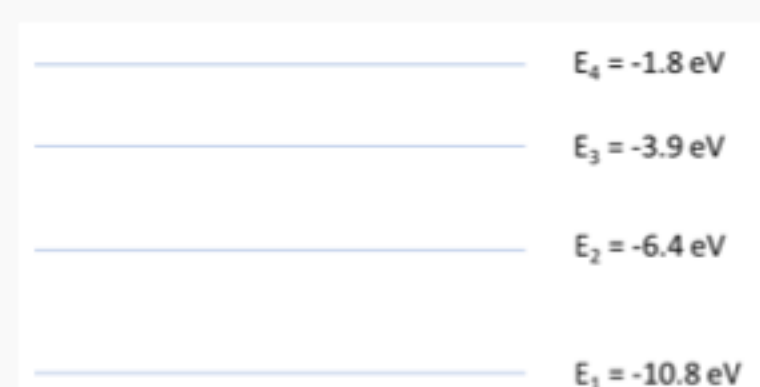 E₄ = -1.8 eV
E₃ = -3.9 eV
E₂ = -6.4 eV
E₁ = -10.8 eV